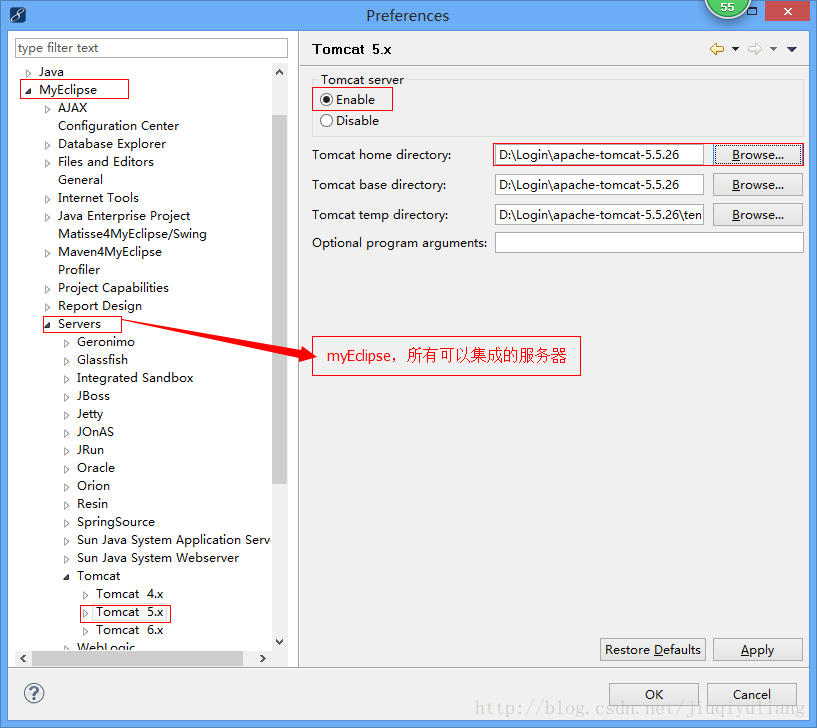 Preferences
55
type filter text
Java
MyEclipse
AJAX
Configuration Center
Database Explorer
Files and Editors
General
Internet Tools
Java Enterprise Project
Matisse4MyEclipse/Swing
Maven4MyEclipse
Profiler
Project Capabilities
Report Design
Servers
Geronimo
Glassfish
Integrated Sandbox
JBoss
Jetty
JOnAS
JRun
Oracle
Orion
Resin
SpringSource
Sun Java System Application Serv
Sun Java System Webserver
Tomcat
Tomcat 4.x
Tomcat 5.x
Tomcat 6.x
WebLogic
Tomcat 5.x
Tomcat server
Enable
Disable
Tomcat home directory: D:\Login\apache-tomcat-5.5.26 Browse...
Tomcat base directory: D:\Login\apache-tomcat-5.5.26 Browse...
Tomcat temp directory: D:\Login\apache-tomcat-5.5.26\ten Browse...
Optional program arguments:
myEclipse，所有可以集成的服务器
Restore Defaults Apply
OK Cancel
http://blog.csdn.net/jiuqiyuliang